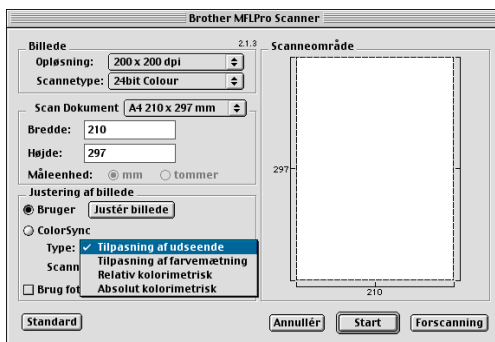 Brother MFLPro Scanner
Billede 2.1.3
Opløsning: 200 x 200 dpi
Scannetype: 24bit Colour
Scan Dokument A4 210 x 297 mm
Bredde: 210
Højde: 297
Måleenhed: mm tommer
Justering af billede
Bruger Justér billede
ColorSync
Type: ✓ Tilpasning af udseende
Tilpasning af farvemætning
Scann Relativ kolorimetrisk
Brug fot Absolut kolorimetrisk
Standard
Scanneområde
297
210
Annullér Start Forscanning